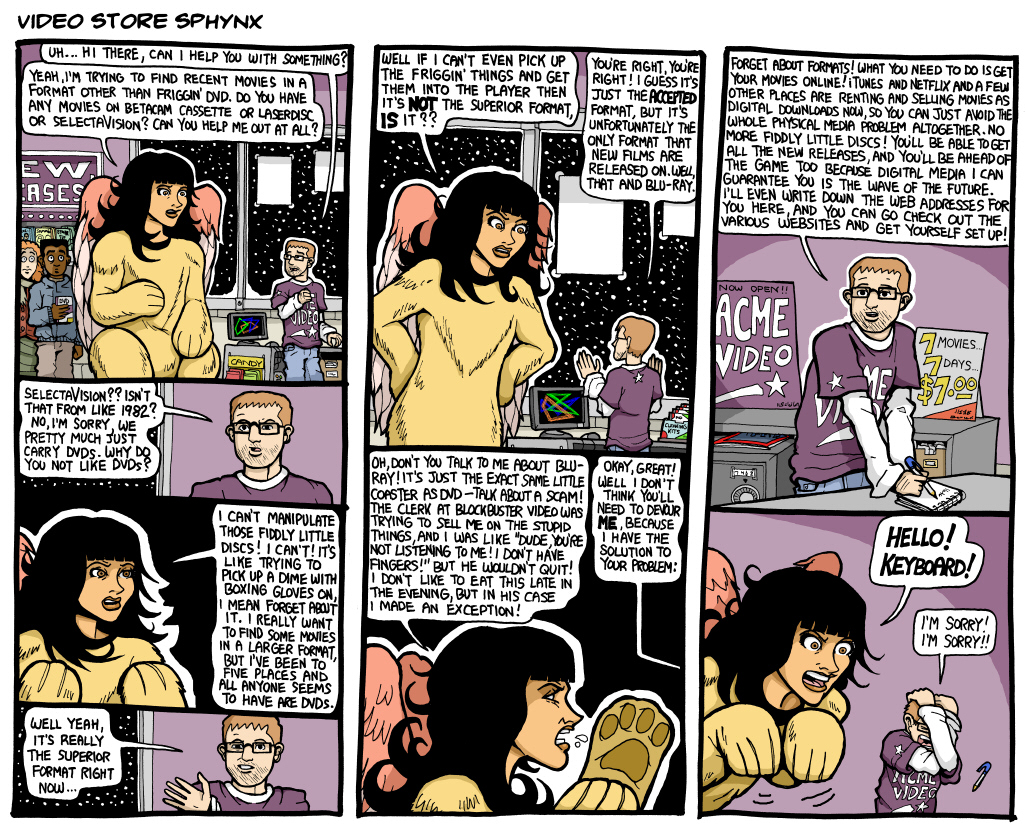 VIDEO STORE SPHYNX
UH... HI THERE, CAN I HELP YOU WITH SOMETHING?
YEAH, I'M TRYING TO FIND RECENT MOVIES IN A
FORMAT OTHER THAN FRIGGIN' DVD. DO YOU HAVE
ANY MOVIES ON BETACAM CASSETTE OR LASERDISC
OR SELECTAVISION? CAN YOU HELP ME OUT AT ALL?
EW
EASES
DVD
ME
VIDEO
CANDY
SELECTAVISION?? ISN'T
THAT FROM LIKE 1982?
NO, I'M SORRY, WE
PRETTY MUCH JUST
CARRY DVDS. WHY DO
YOU NOT LIKE DVDS?
I CAN'T MANIPULATE
THOSE FIDDLY LITTLE
DISCS! I CAN'T! IT'S
LIKE TRYING TO
PICK UP A DIME WITH
BOXING GLOVES ON,
I MEAN FORGET ABOUT
IT. I REALLY WANT
TO FIND SOME MOVIES
IN A LARGER FORMAT,
BUT I'VE BEEN TO
FIVE PLACES AND
ALL ANYONE SEEMS
TO HAVE ARE DVDS.
WELL YEAH,
IT'S REALLY
THE SUPERIOR
FORMAT RIGHT
NOW...
WELL IF I CAN'T EVEN PICK UP
THE FRIGGIN' THINGS AND GET
THEM INTO THE PLAYER THEN
IT'S NOT THE SUPERIOR FORMAT,
IS IT??
YOU'RE RIGHT, YOU'RE
RIGHT! I GUESS IT'S
JUST THE ACCEPTED
FORMAT, BUT IT'S
UNFORTUNATELY THE
ONLY FORMAT THAT
NEW FILMS ARE
RELEASED ON. WELL,
THAT AND BLU-RAY.
CLEANING
KITS
OH, DON'T YOU TALK TO ME ABOUT BLU-
RAY! IT'S JUST THE EXACT SAME LITTLE
COASTER AS DVD—TALK ABOUT A SCAM!
THE CLERK AT BLOCKBUSTER VIDEO WAS
TRYING TO SELL ME ON THE STUPID
THINGS, AND I WAS LIKE "DUDE, YOU'RE
NOT LISTENING TO ME! I DON'T HAVE
FINGERS!" BUT HE WOULDN'T QUIT!
I DON'T LIKE TO EAT THIS LATE IN
THE EVENING, BUT IN HIS CASE
I MADE AN EXCEPTION!
OKAY, GREAT!
WELL I DON'T
THINK YOU'LL
NEED TO DEVOUR
ME, BECAUSE
I HAVE THE
SOLUTION TO
YOUR PROBLEM:
FORGET ABOUT FORMATS! WHAT YOU NEED TO DO IS GET
YOUR MOVIES ONLINE! ITUNES AND NETFLIX AND A FEW
OTHER PLACES ARE RENTING AND SELLING MOVIES AS
DIGITAL DOWNLOADS NOW, SO YOU CAN JUST AVOID THE
WHOLE PHYSICAL MEDIA PROBLEM ALTOGETHER. NO
MORE FIDDLY LITTLE DISCS! YOU'LL BE ABLE TO GET
ALL THE NEW RELEASES, AND YOU'LL BE AHEAD OF
THE GAME TOO BECAUSE DIGITAL MEDIA I CAN
GUARANTEE YOU IS THE WAVE OF THE FUTURE.
I'LL EVEN WRITE DOWN THE WEB ADDRESSES FOR
YOU HERE, AND YOU CAN GO CHECK OUT THE
VARIOUS WEBSITES AND GET YOURSELF SET UP!
NOW OPEN!!
ACME
VIDEO
7 MOVIES...
7 DAYS...
$7.00
ME
VID
HELLO!
KEYBOARD!
I'M SORRY!
I'M SORRY!!
ACME
VIDEO